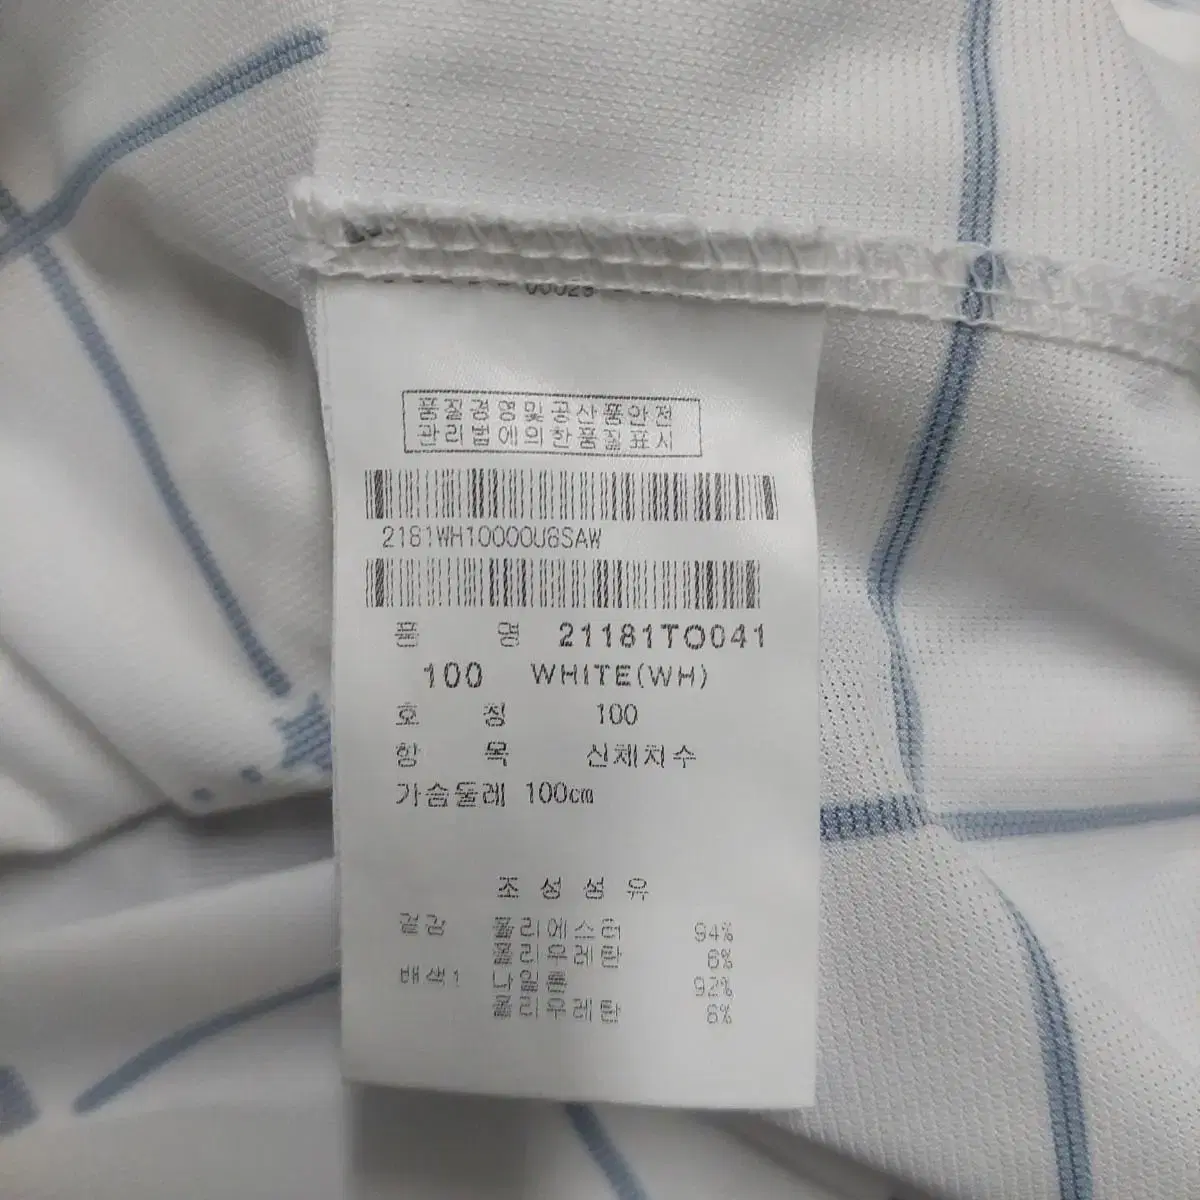 00029
품질경영및공산품안전
관리법에의한품질표시
2181WH10000U8SAW
품 명 21181TO041
100 WHITE(WH)
호 칭 100
항 목 신체치수
가슴둘레 100cm
조성섬유
겉감 폴리에스터 94%
폴리우레탄 6%
배색1 나일론 92%
폴리우레탄